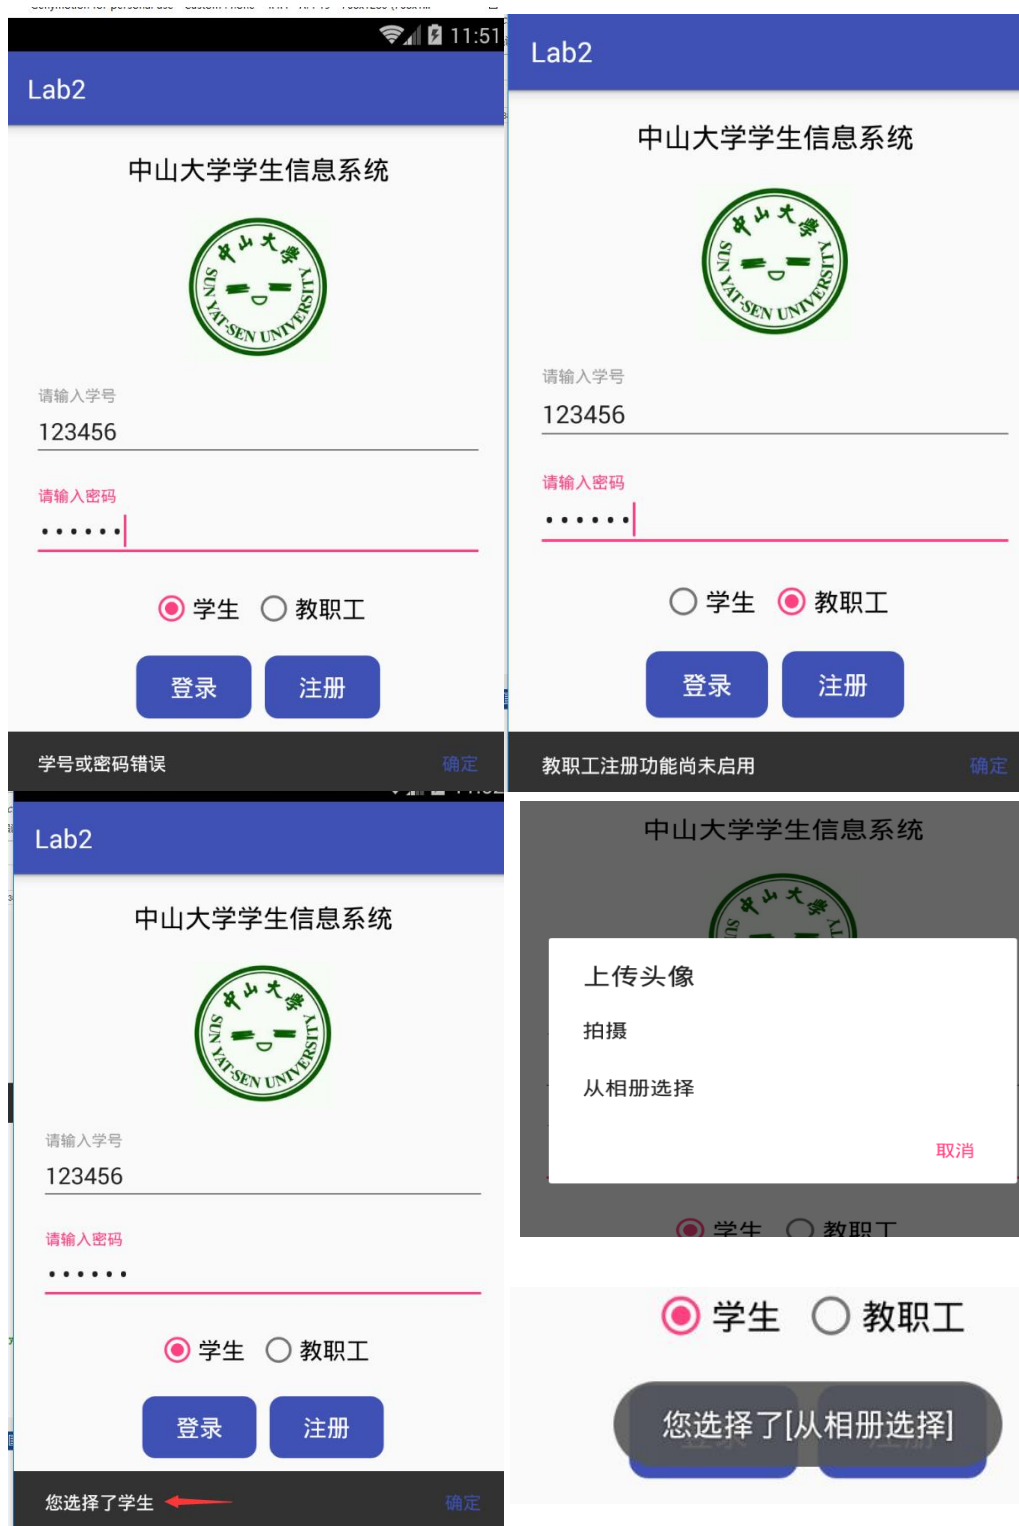 11:51
Lab2
中山大学学生信息系统
中山大学
SUN YAT-SEN UNIVERSITY
请输入学号
123456
请输入密码
学生 教职工
登录 注册
学号或密码错误 确定
Lab2
中山大学学生信息系统
中山大学
SUN YAT-SEN UNIVERSITY
请输入学号
123456
请输入密码
学生 教职工
登录 注册
教职工注册功能尚未启用 确定
Lab2
中山大学学生信息系统
中山大学
SUN YAT-SEN UNIVERSITY
请输入学号
123456
请输入密码
学生 教职工
登录 注册
您选择了学生 确定
中山大学学生信息系统
中山大学
上传头像
拍摄
从相册选择
取消
学生 教职工
学生 教职工
您选择了[从相册选择]